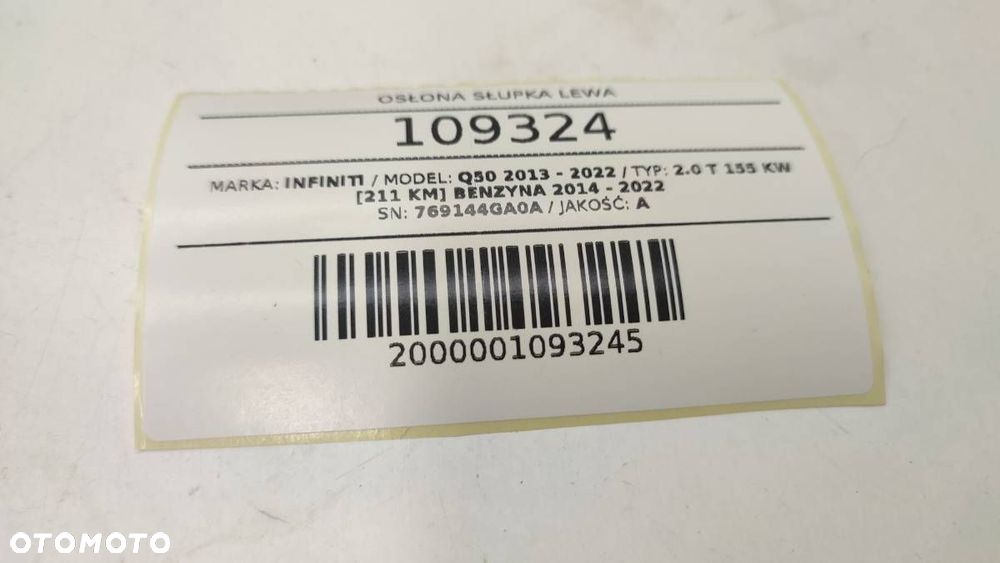 OSŁONA SŁUPKA LEWA
109324
MARKA: INFINITI / MODEL: Q50 2013 - 2022 / TYP: 2.0 T 155 KW
[211 KM] BENZYNA 2014 - 2022
SN: 769144GA0A / JAKOŚĆ: A
2000001093245
OTOMOTO